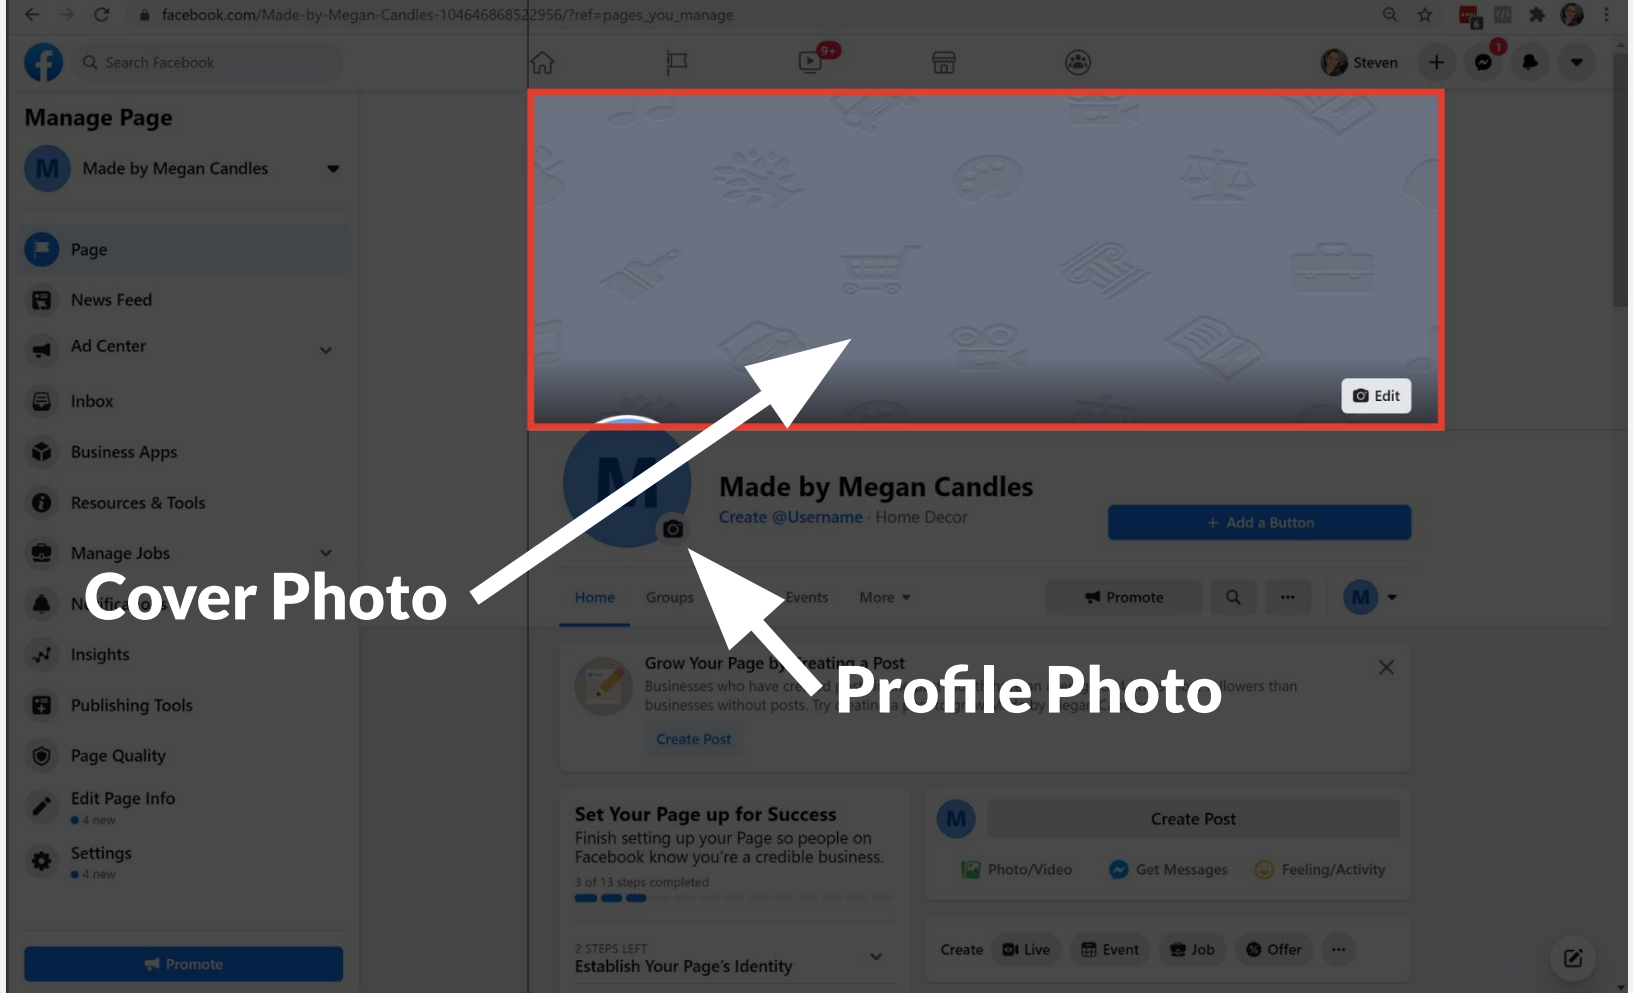 facebook.com/Made-by-Megan-Candles-104646868522956/?ref=pages_you_manage
6
Search Facebook
9+
Steven
1
Manage Page
M Made by Megan Candles
Page
News Feed
Ad Center
Inbox
Business Apps
Resources & Tools
Manage Jobs
Insights
Publishing Tools
Page Quality
Edit Page Info
4 new
Settings
4 new
Promote
Edit
M
Made by Megan Candles
Create @Username · Home Decor
+ Add a Button
Cover Photo
Home Groups Events More
Promote
M
Profile Photo
Grow Your Page by Creating a Post
Businesses who have
followers than
businesses without posts. Try
Create Post
Set Your Page up for Success
Finish setting up your Page so people on
Facebook know you're a credible business.
3 of 13 steps completed
2 STEPS LEFT
Establish Your Page's Identity
M Create Post
Photo/Video Get Messages Feeling/Activity
Create Live Event Job Offer